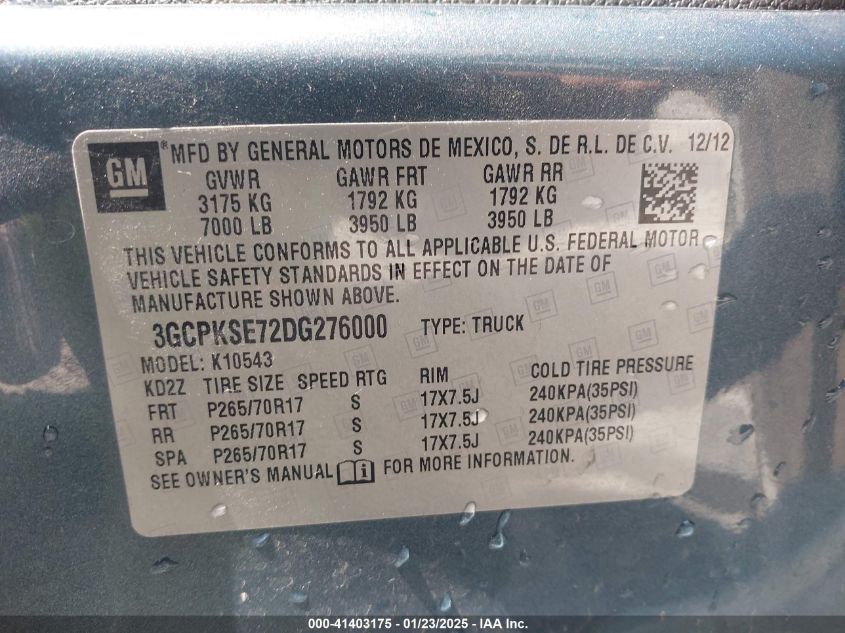 GM ® MFD BY GENERAL MOTORS DE MEXICO, S. DE R.L. DE C.V. 12/12
GVWR GAWR FRT GAWR RR
3175 KG 1792 KG 1792 KG
7000 LB 3950 LB 3950 LB
THIS VEHICLE CONFORMS TO ALL APPLICABLE U.S. FEDERAL MOTOR
VEHICLE SAFETY STANDARDS IN EFFECT ON THE DATE OF
MANUFACTURE SHOWN ABOVE.
3GCPKSE72DG276000 TYPE: TRUCK
MODEL: K10543
KD2Z TIRE SIZE SPEED RTG RIM COLD TIRE PRESSURE
FRT P265/70R17 S 17X7.5J 240KPA(35PSI)
RR P265/70R17 S 17X7.5J 240KPA(35PSI)
SPA P265/70R17 S 17X7.5J 240KPA(35PSI)
SEE OWNER'S MANUAL i FOR MORE INFORMATION.
000-41403175 — 01/23/2025 — IAAI Inc.